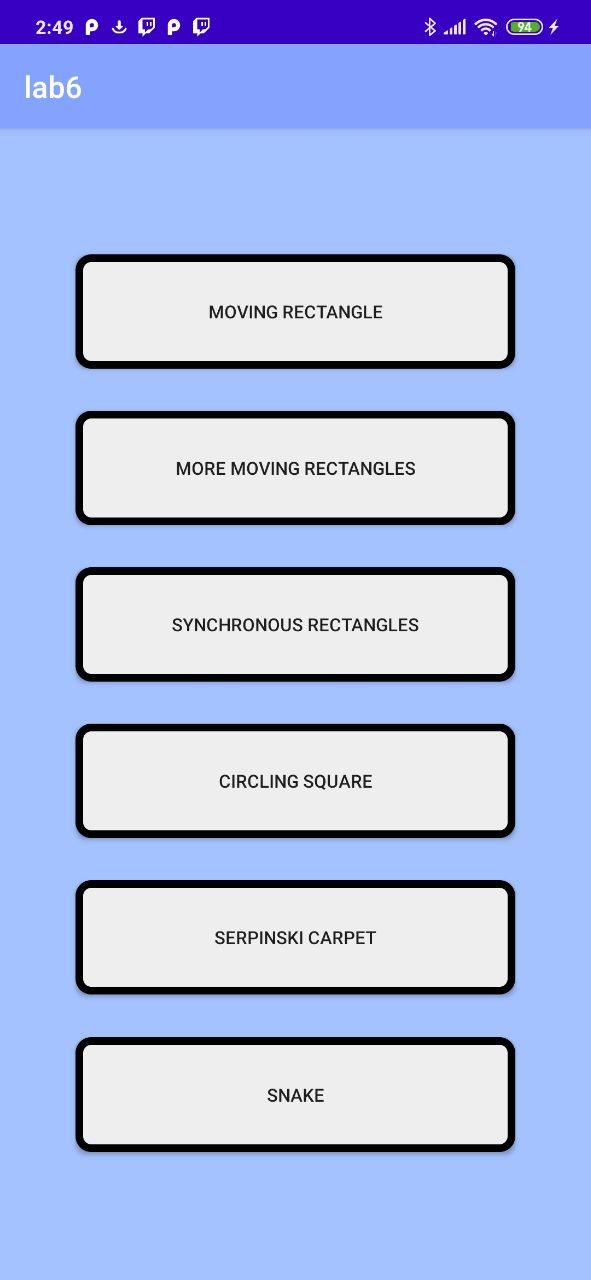 2:49
94
lab6
MOVING RECTANGLE
MORE MOVING RECTANGLES
SYNCHRONOUS RECTANGLES
CIRCLING SQUARE
SERPINSKI CARPET
SNAKE